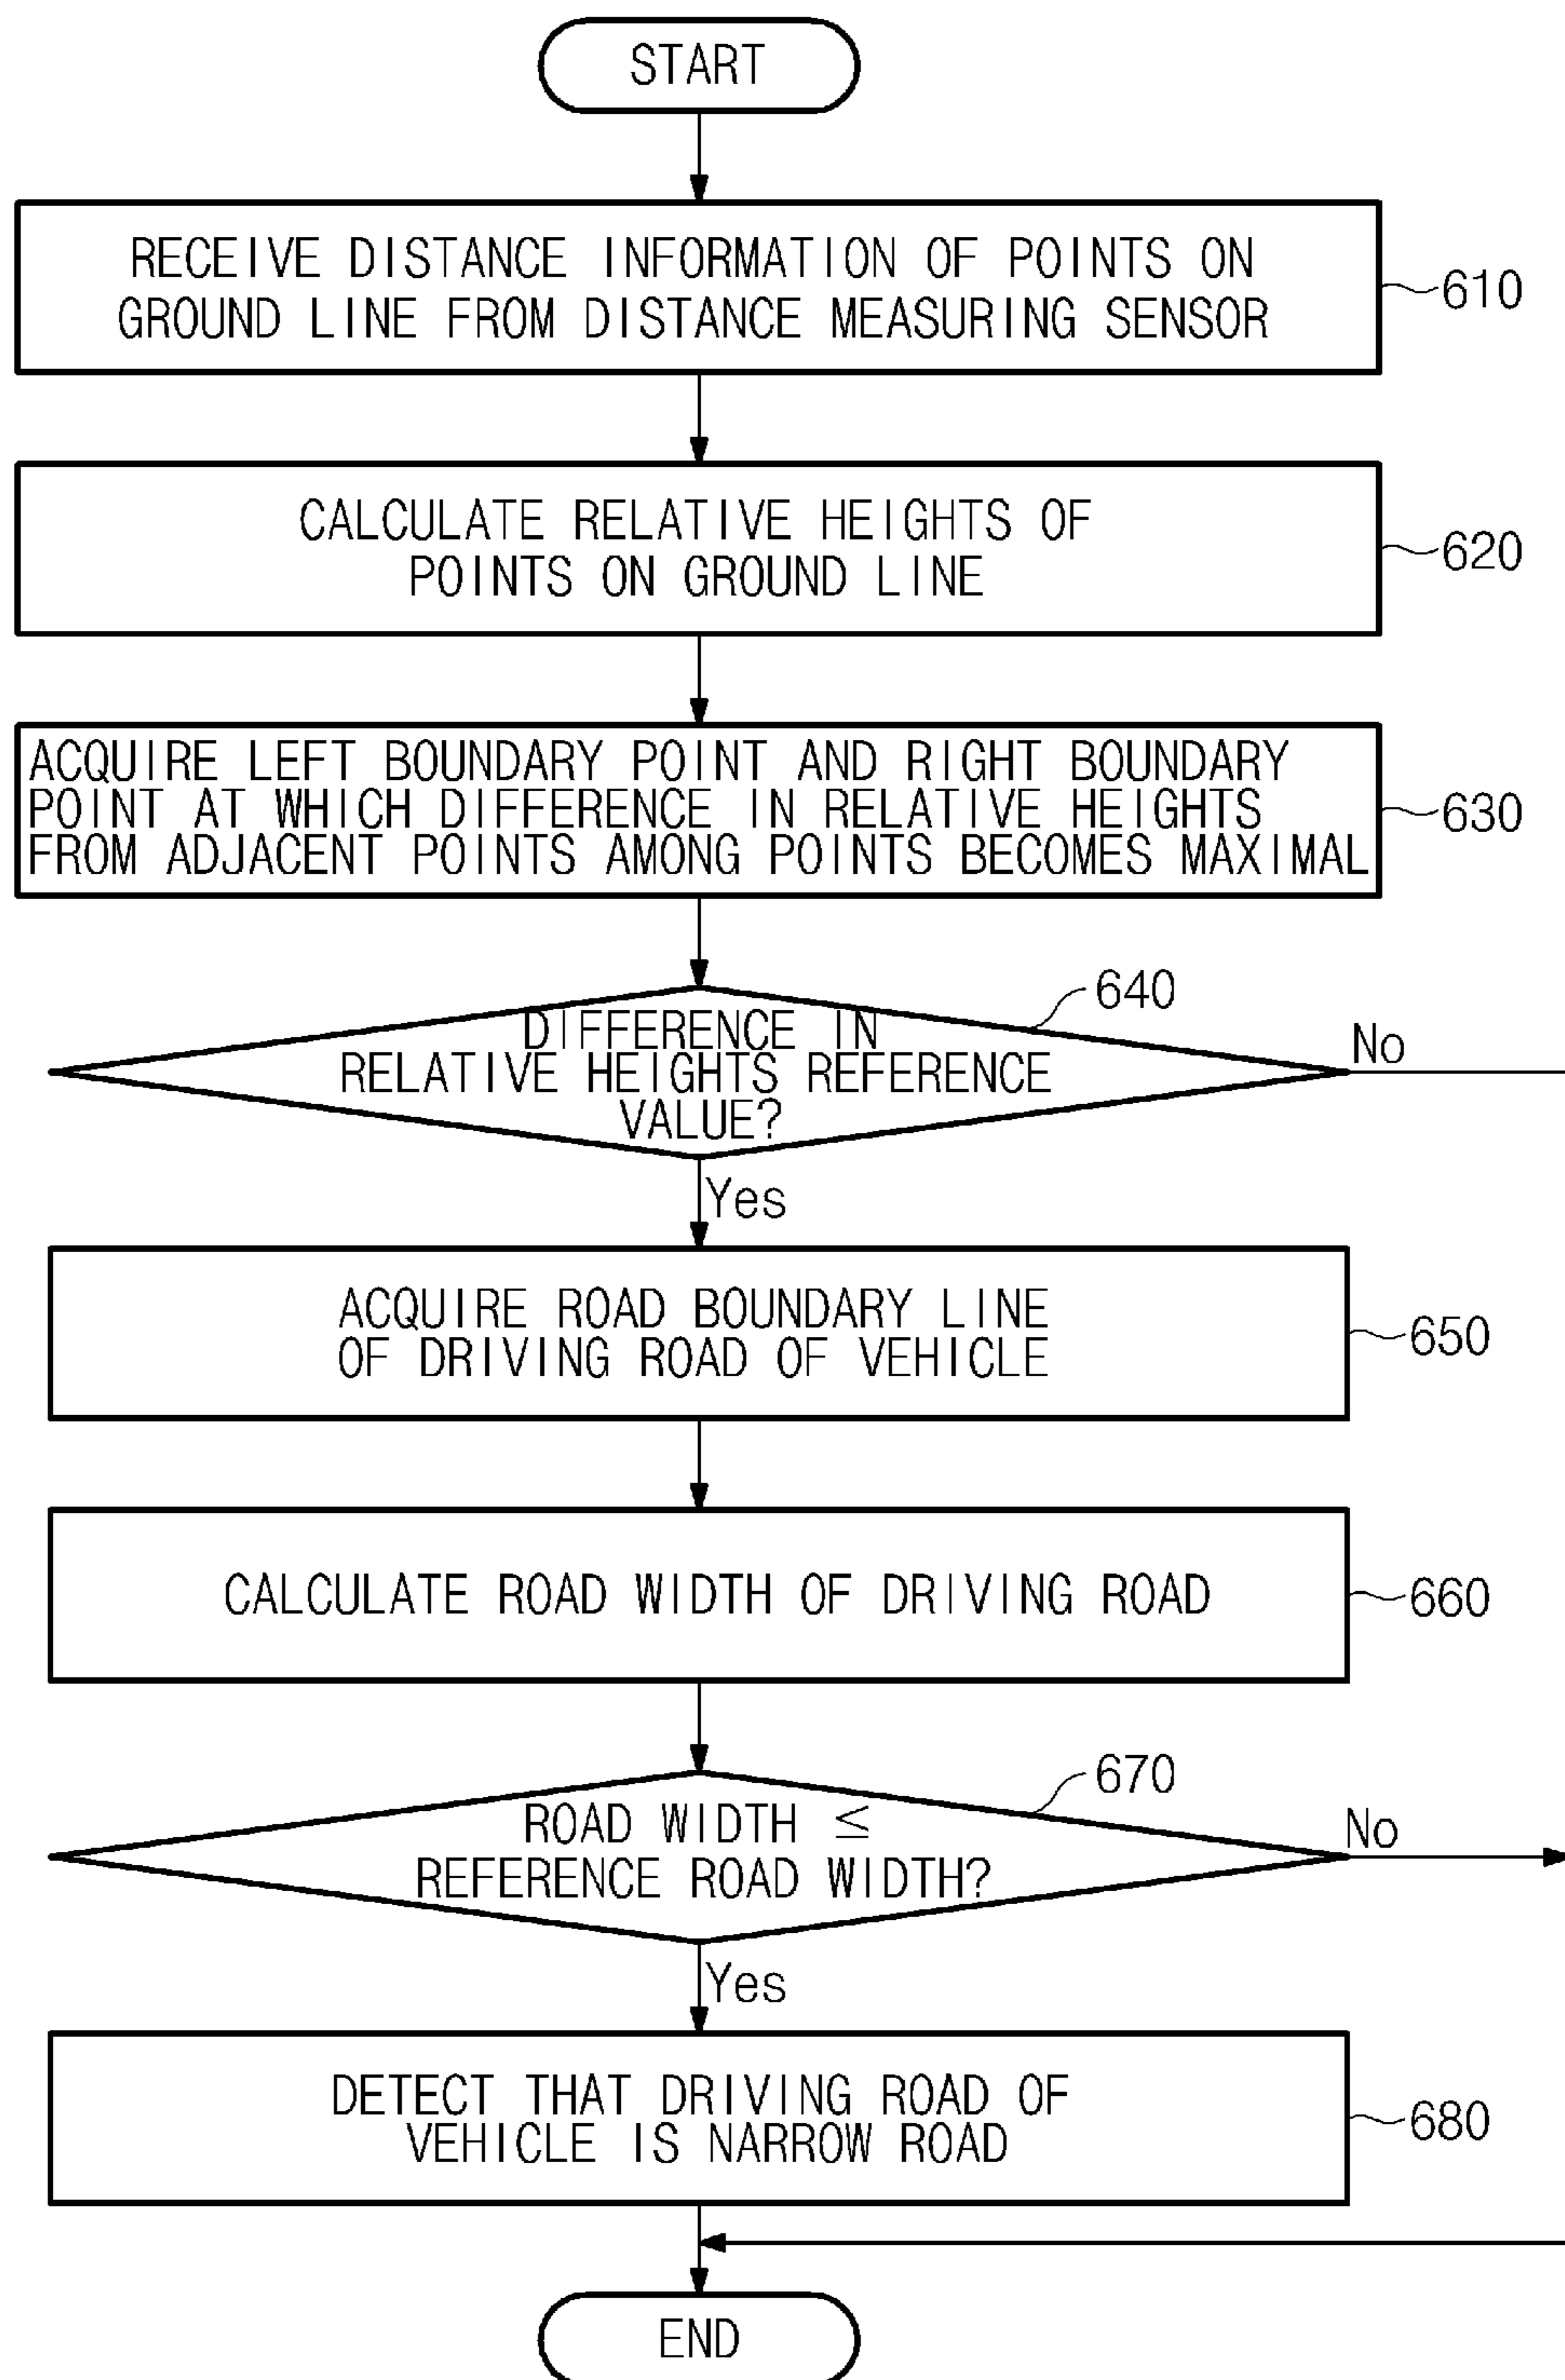 START
RECEIVE DISTANCE INFORMATION OF POINTS ON
GROUND LINE FROM DISTANCE MEASURING SENSOR
610
CALCULATE RELATIVE HEIGHTS OF
POINTS ON GROUND LINE
620
ACQUIRE LEFT BOUNDARY POINT AND RIGHT BOUNDARY
POINT AT WHICH DIFFERENCE IN RELATIVE HEIGHTS
FROM ADJACENT POINTS AMONG POINTS BECOMES MAXIMAL
630
640
DIFFERENCE IN
RELATIVE HEIGHTS REFERENCE
VALUE?
No
Yes
ACQUIRE ROAD BOUNDARY LINE
OF DRIVING ROAD OF VEHICLE
650
CALCULATE ROAD WIDTH OF DRIVING ROAD
660
670
ROAD WIDTH ≤
REFERENCE ROAD WIDTH?
No
Yes
DETECT THAT DRIVING ROAD OF
VEHICLE IS NARROW ROAD
680
END